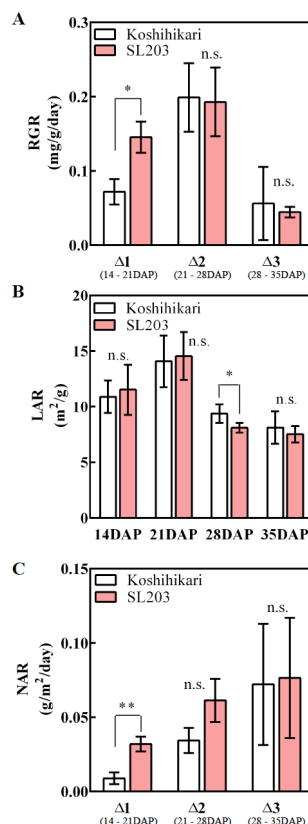 A
Koshihikari
SL203
n.s.
*
n.s.
RGR
(mg/g/day)
0.3
0.2
0.1
0.0
Δ1 Δ2 Δ3
(14 - 21DAP) (21 - 28DAP) (28 - 35DAP)
B
Koshihikari
SL203
n.s. n.s. * n.s.
LAR
(m²/g)
20
15
10
5
0
14DAP 21DAP 28DAP 35DAP
C
Koshihikari
SL203
n.s.
n.s.
**
NAR
(g/m²/day)
0.15
0.10
0.05
0.00
Δ1 Δ2 Δ3
(14 - 21DAP) (21 - 28DAP) (28 - 35DAP)